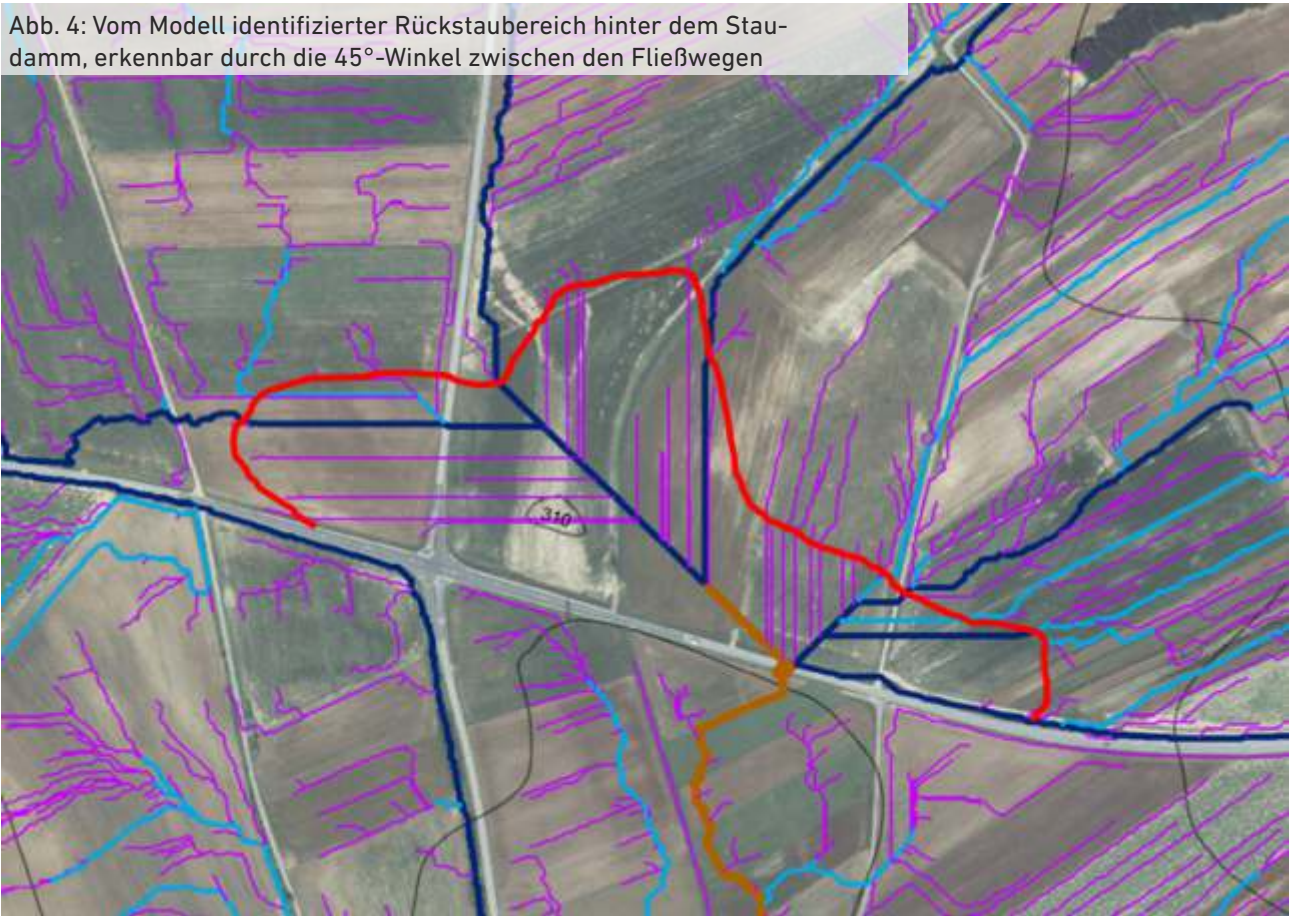 Abb. 4: Vom Modell identifizierter Rückstaubereich hinter dem Stau-
damm, erkennbar durch die 45°-Winkel zwischen den Fließwegen
310